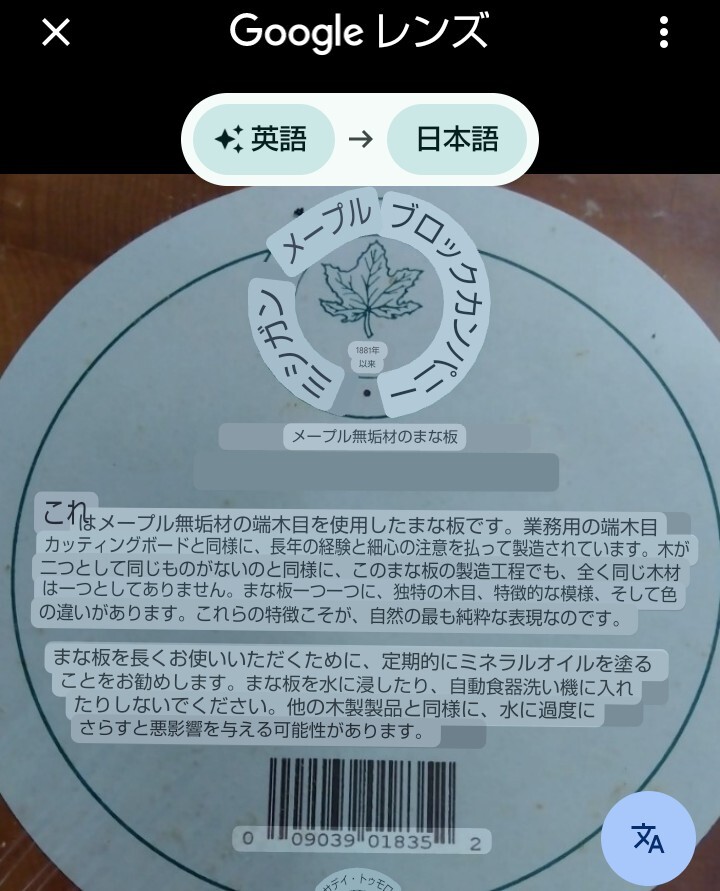 Google レンズ
英語 → 日本語
ミシガン メープル ブロックカンパニー
1881年
以来
メープル無垢材のまな板
これ
はメープル無垢材の端木目を使用したまな板です。業務用の端木目
カッティングボードと同様に、長年の経験と細心の注意を払って製造されています。木が
二つとして同じものがないのと同様に、このまな板の製造工程でも、全く同じ木材
は一つとしてありません。まな板一つ一つに、独特の木目、特徴的な模様、そして色
の違いがあります。これらの特徴こそが、自然の最も純粋な表現なのです。
まな板を長くお使いいただくために、定期的にミネラルオイルを塗る
ことをお勧めします。まな板を水に浸したり、自動食器洗い機に入れ
たりしないでください。他の木製製品と同様に、水に過度に
さらすと悪影響を与える可能性があります。
0 09039 01835 2
サティ・トゥモロ